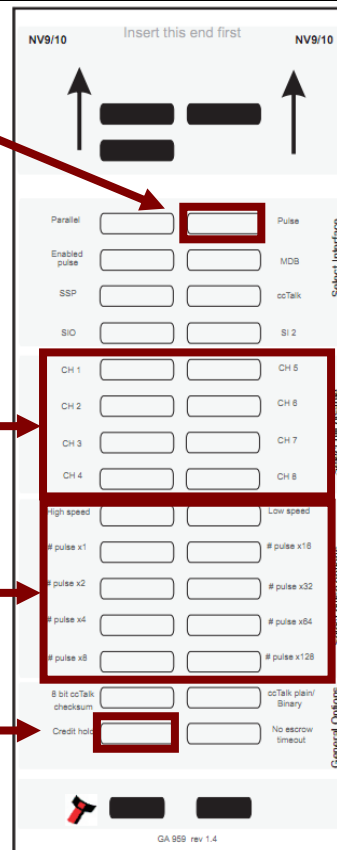 Insert this end first
NV9/10 NV9/10
Parallel Pulse
Enabled
pulse MDB
SSP ccTalk
SIO SI 2
Select Interface
CH 1 CH 5
CH 2 CH 6
CH 3 CH 7
CH 4 CH 8
High speed Low speed
# pulse x1 # pulse x16
# pulse x2 # pulse x32
# pulse x4 # pulse x64
# pulse x8 # pulse x128
8 bit ccTalk
checksum
ccTalk plain/
Binary
Credit hold
No escrow
timeout
General Options
GA 959 rev 1.4